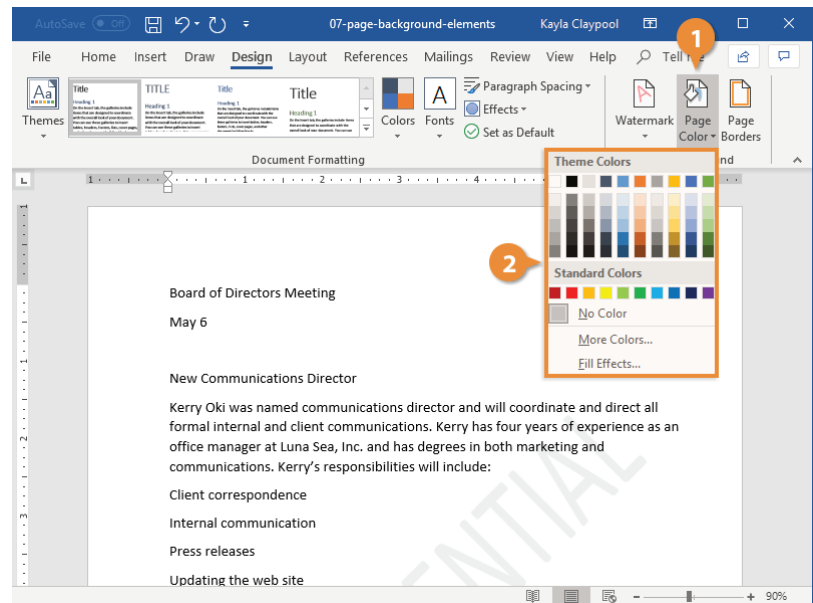 AutoSave Off 07-page-background-elements Kayla Claypool
1
File Home Insert Draw Design Layout References Mailings Review View Help Tell me
Aa Title TITLE Title Title
Heading 1 Heading 1 Heading 1 Heading 1
Themes Colors Fonts
A
Paragraph Spacing
Effects
Set as Default
Watermark Page Color Page Borders
Document Formatting
Theme Colors
2
Standard Colors
No Color
More Colors...
Fill Effects...
Board of Directors Meeting
May 6
New Communications Director
Kerry Oki was named communications director and will coordinate and direct all
formal internal and client communications. Kerry has four years of experience as an
office manager at Luna Sea, Inc. and has degrees in both marketing and
communications. Kerry’s responsibilities will include:
Client correspondence
Internal communication
Press releases
Updating the web site
ENTIAL
90%